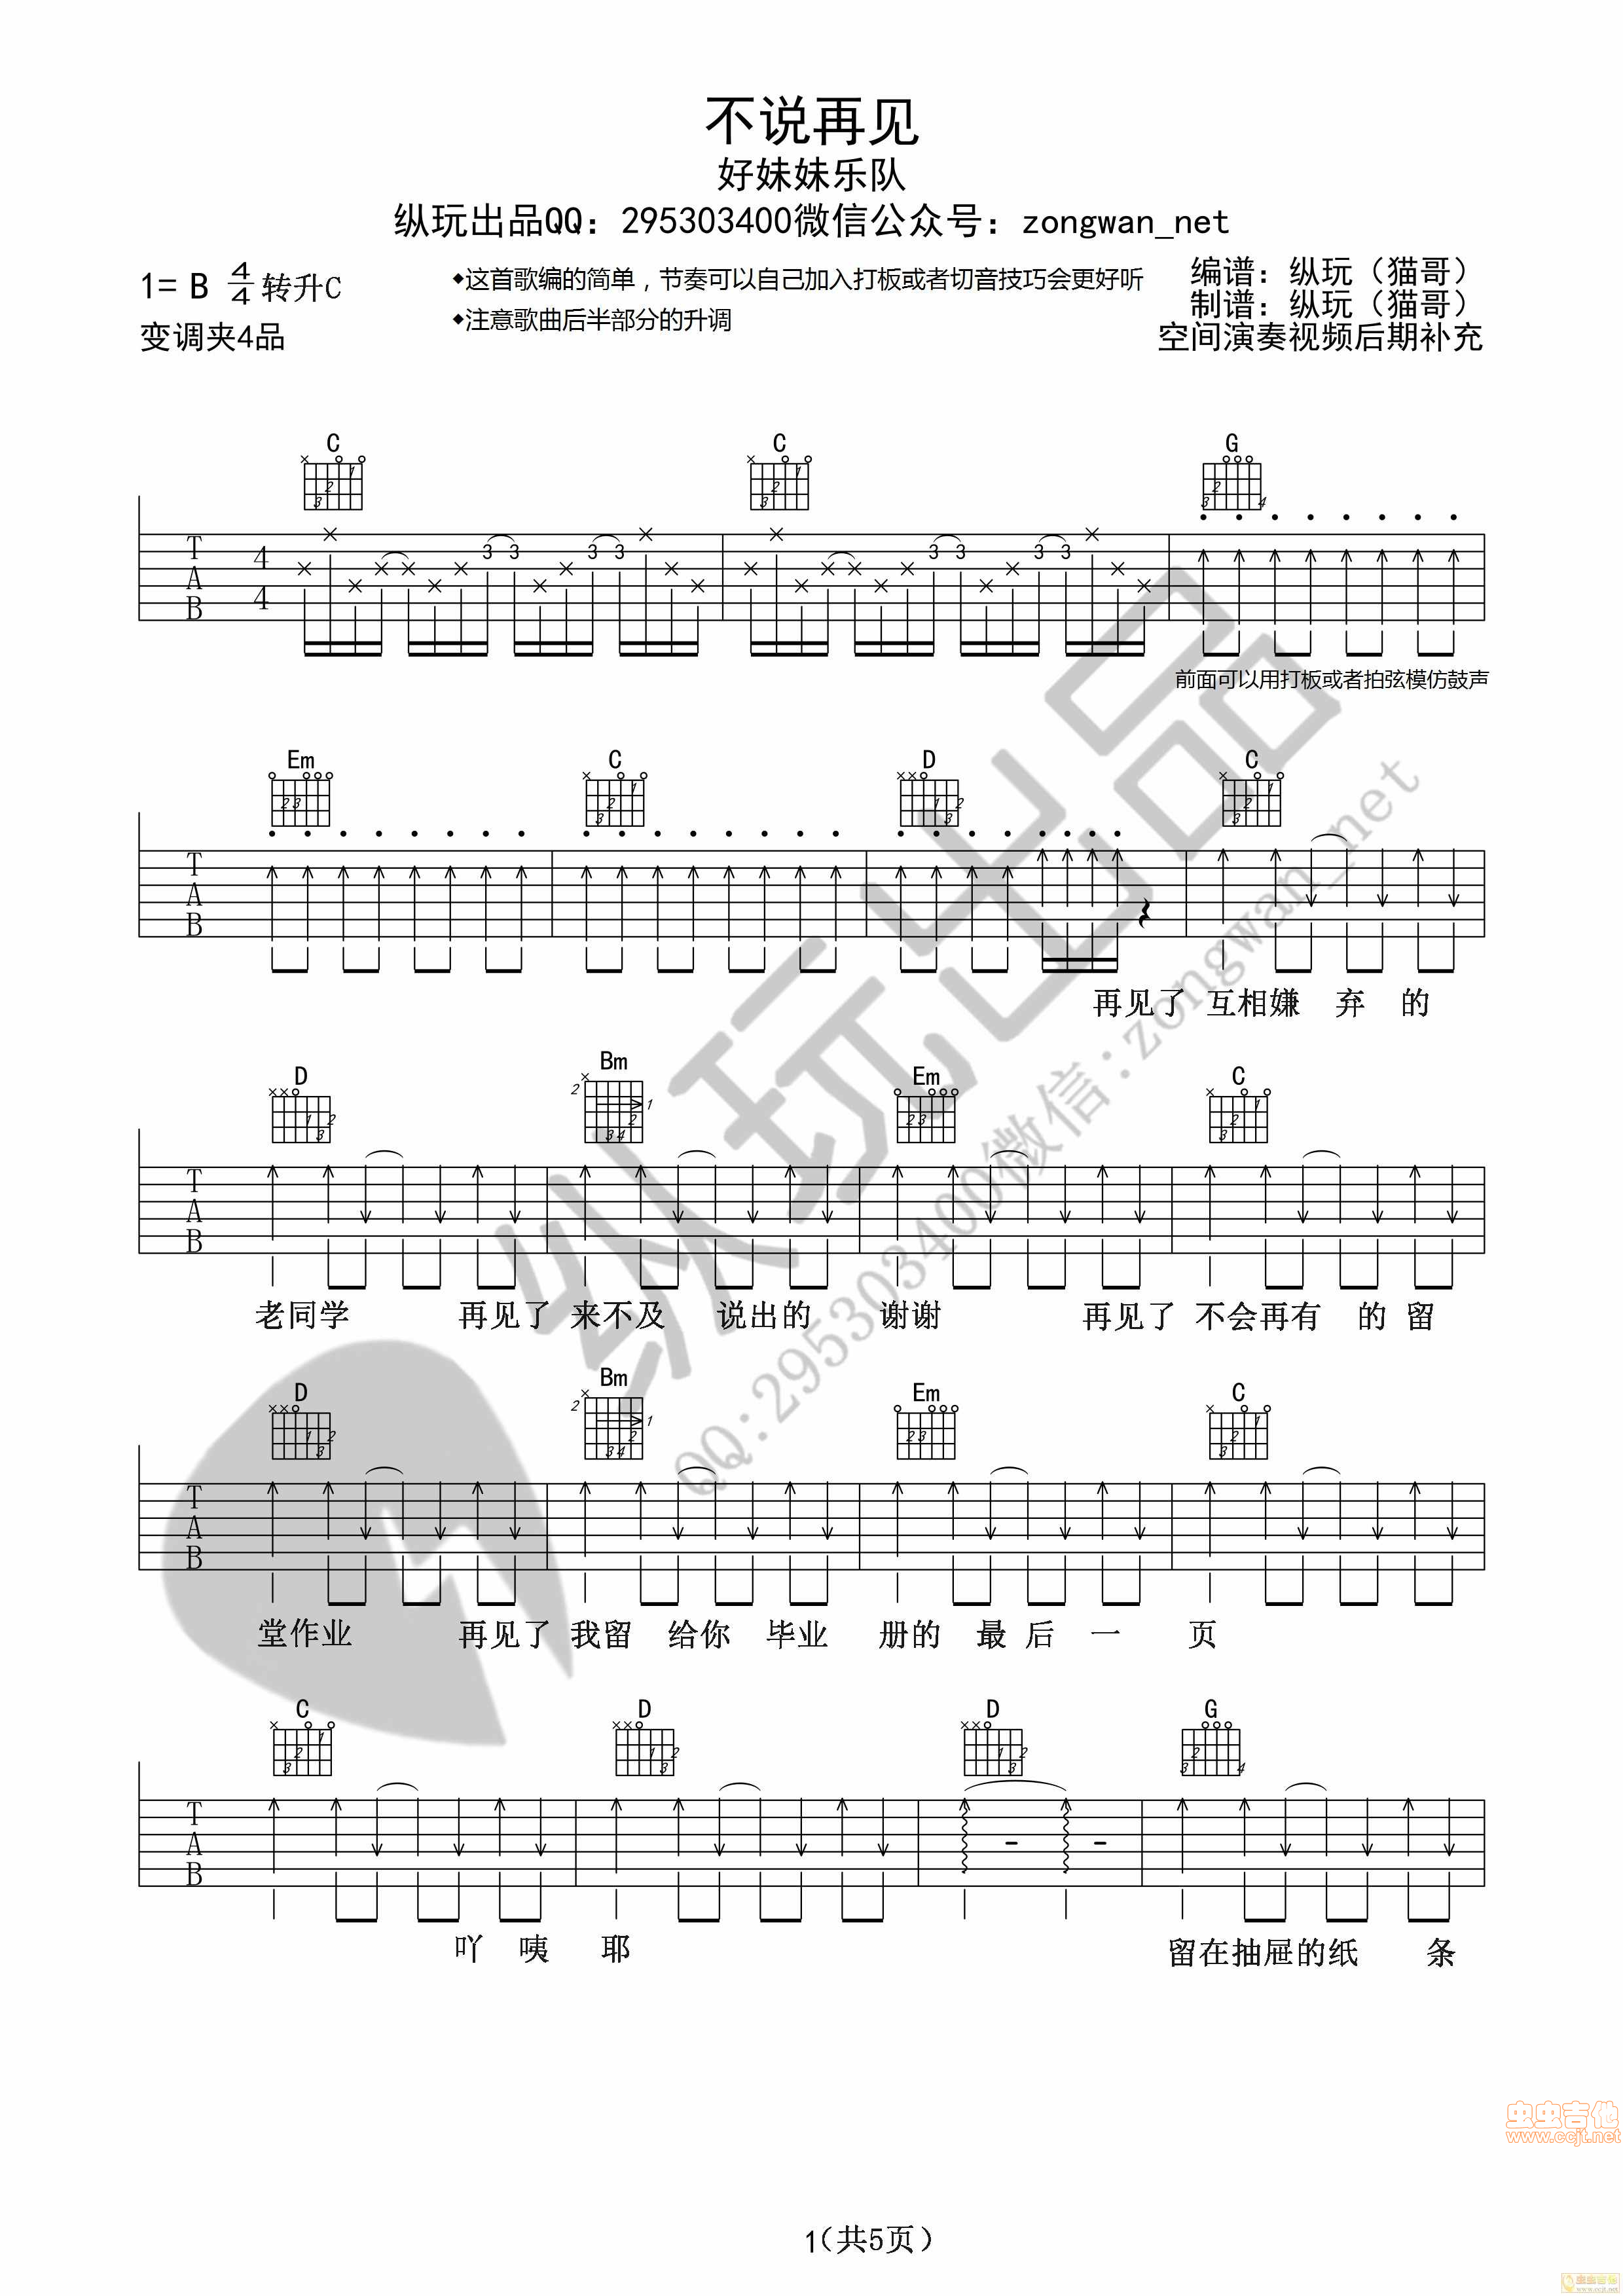 不说再见
好妹妹乐队
纵玩出品QQ：295303400微信公众号：zongwan_net
1= B 4/4 转升C
变调夹4品
◆这首歌编的简单，节奏可以自己加入打板或者切音技巧会更好听
◆注意歌曲后半部分的升调
编谱：纵玩（猫哥）
制谱：纵玩（猫哥）
空间演奏视频后期补充
C C G
T A B 4 4 3 3 3 3 3 3 3 3
前面可以用打板或者拍弦模仿鼓声
Em C D C
T A B
再见了 互相嫌 弃 的
D Bm Em C
T A B
老同学 再见了 来不及 说出的 谢谢 再见了 不会再有 的 留
D Bm Em C
T A B
堂作业 再见了 我留 给你 毕业 册的 最 后 一 页
C D D G
T A B
吖 咦 耶 留在抽屉的纸 条
纵玩出品
QQ:295303400微信:zongwan_net
虫虫吉他
www.ccjt.net
1(共5页)